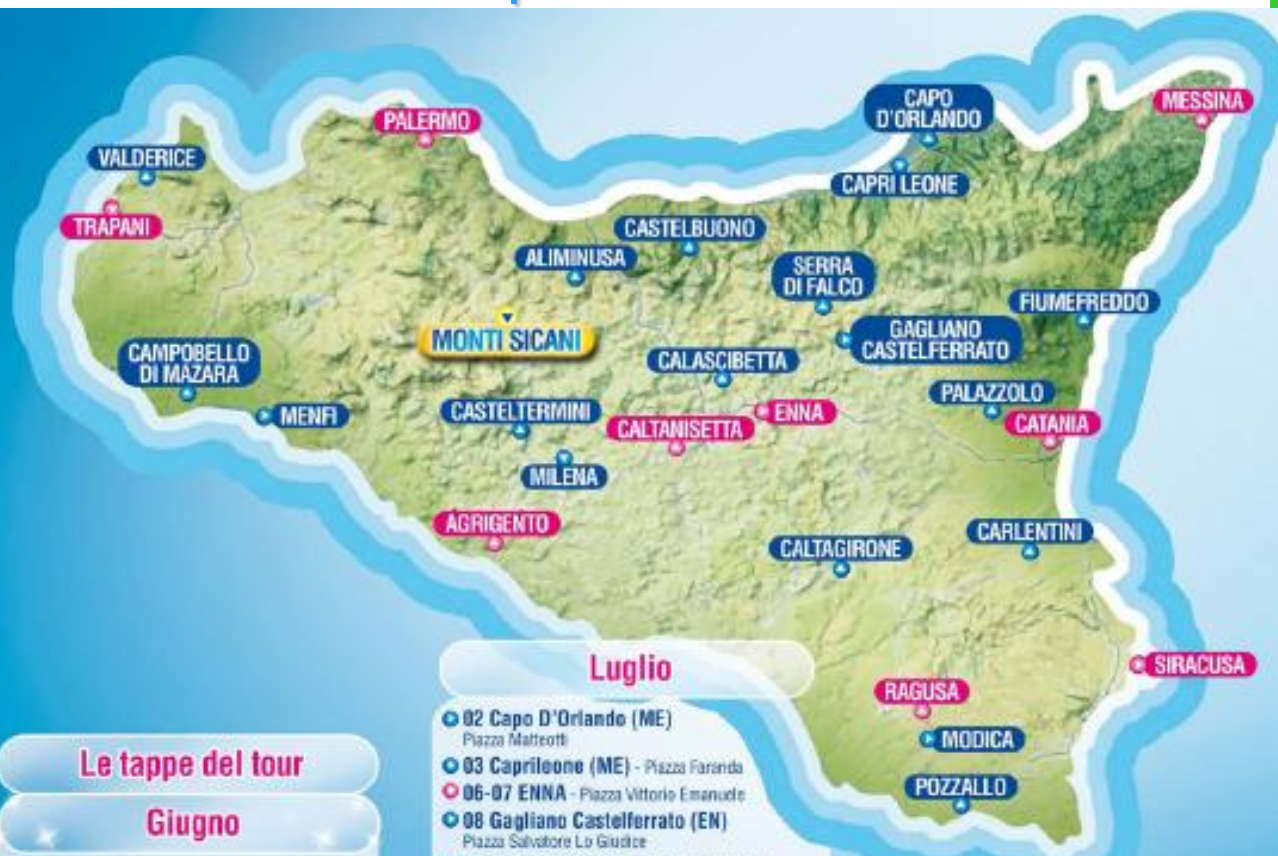 CAPO
D'ORLANDO
MESSINA
PALERMO
VALDERICE
CAPRI LEONE
TRAPANI
CASTELBUONO
ALIMINUSA
SERRA
DI FALCO
FIUMEFREDDO
MONTI SICANI
GAGLIANO
CASTELFERRATO
CAMPOBELLO
DI MAZARA
CALASCIBETTA
PALAZZOLO
MENFI
CASTELTERMINI
CALTANISETTA
ENNA
CATANIA
MILENA
AGRIGENTO
CALTAGIRONE
CARLENTINI
SIRACUSA
RAGUSA
MODICA
POZZALLO
Le tappe del tour
Giugno
Luglio
02 Capo D'Orlando (ME)
Piazza Matteotti
03 Caprileone (ME) - Piazza Faranda
06-07 ENNA - Piazza Vittorio Emanuele
08 Gagliano Castelferrato (EN)
Piazza Salvatore Lo Giudice